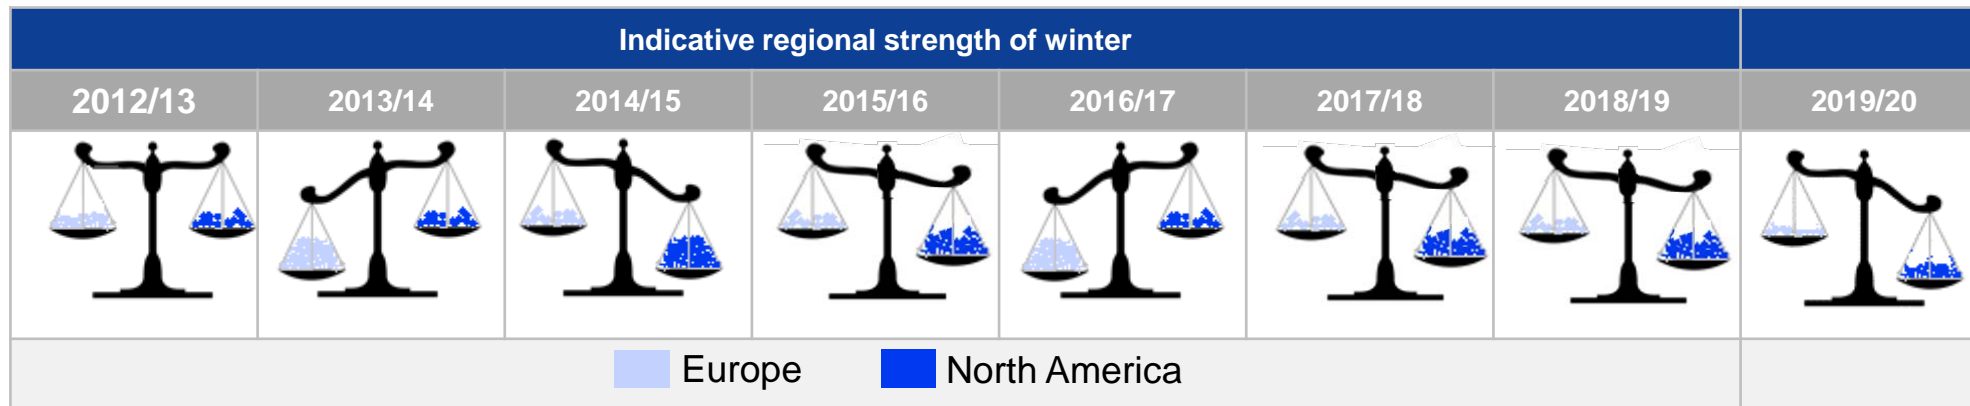 Indicative regional strength of winter
2012/13 2013/14 2014/15 2015/16 2016/17 2017/18 2018/19 2019/20
Europe North America